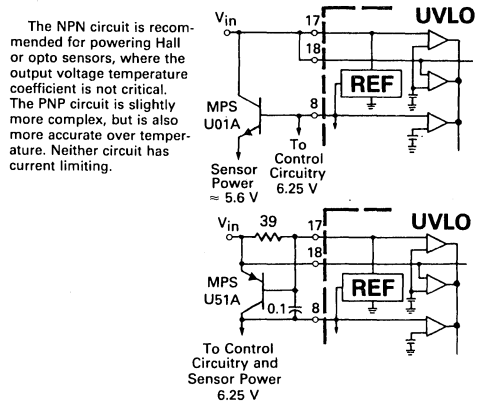 The NPN circuit is recom-
mended for powering Hall
or opto sensors, where the
output voltage temperature
coefficient is not critical.
The PNP circuit is slightly
more complex, but is also
more accurate over temper-
ature. Neither circuit has
current limiting.
Vin
17
UVLO
18
REF
MPS
U01A
8
To
Control
Circuitry
6.25 V
Sensor
Power
≈ 5.6 V
Vin
39
17
UVLO
18
REF
MPS
U51A
0.1
8
To Control
Circuitry and
Sensor Power
6.25 V